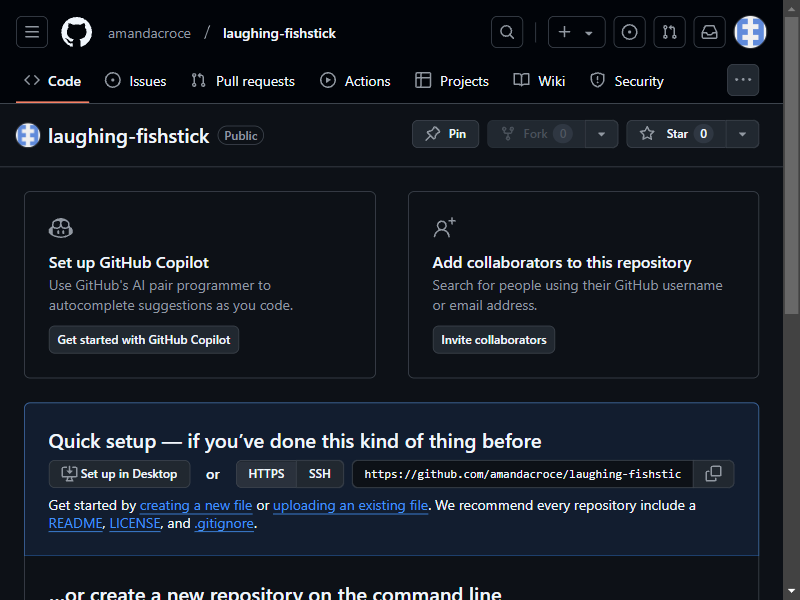 amandacroce / laughing-fishstick
Code Issues Pull requests Actions Projects Wiki Security
laughing-fishstick Public Pin Fork 0 Star 0
Set up GitHub Copilot
Use GitHub's AI pair programmer to
autocomplete suggestions as you code.
Get started with GitHub Copilot
Add collaborators to this repository
Search for people using their GitHub username
or email address.
Invite collaborators
Quick setup — if you’ve done this kind of thing before
Set up in Desktop or HTTPS SSH https://github.com/amandacroce/laughing-fishstic
Get started by creating a new file or uploading an existing file. We recommend every repository include a
README, LICENSE, and .gitignore.
…or create a new repository on the command line